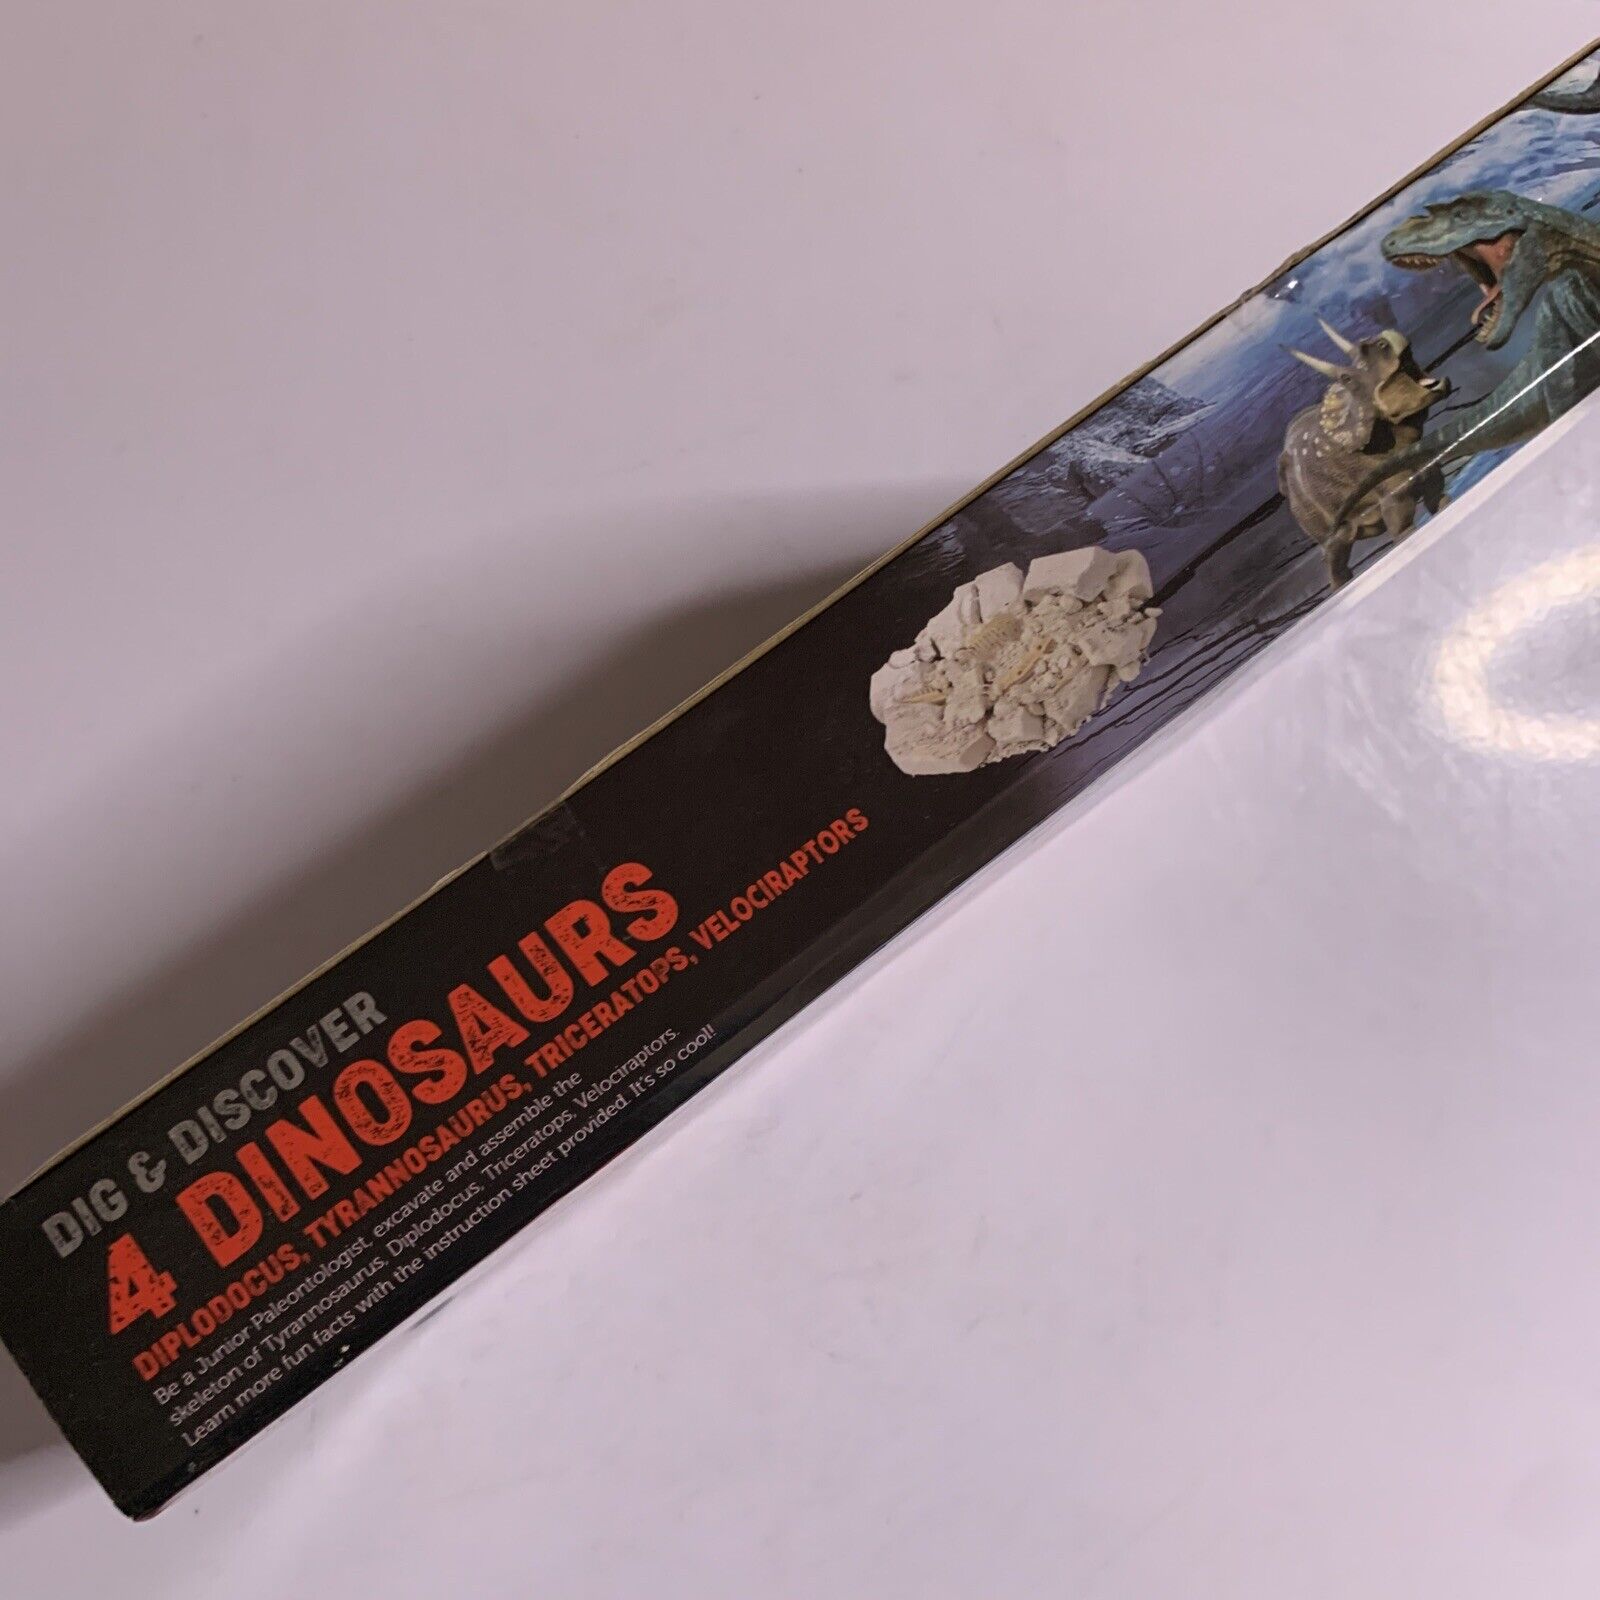 DIG & DISCOVER
4 DINOSAURS
DIPLODOCUS, TYRANNOSAURUS, TRICERATOPS, VELOCIRAPTORS
Be a Junior Paleontologist, excavate and assemble the
skeleton of Tyrannosaurus, Diplodocus, Triceratops, Velociraptors.
Learn more fun facts with the instruction sheet provided. It's so cool!